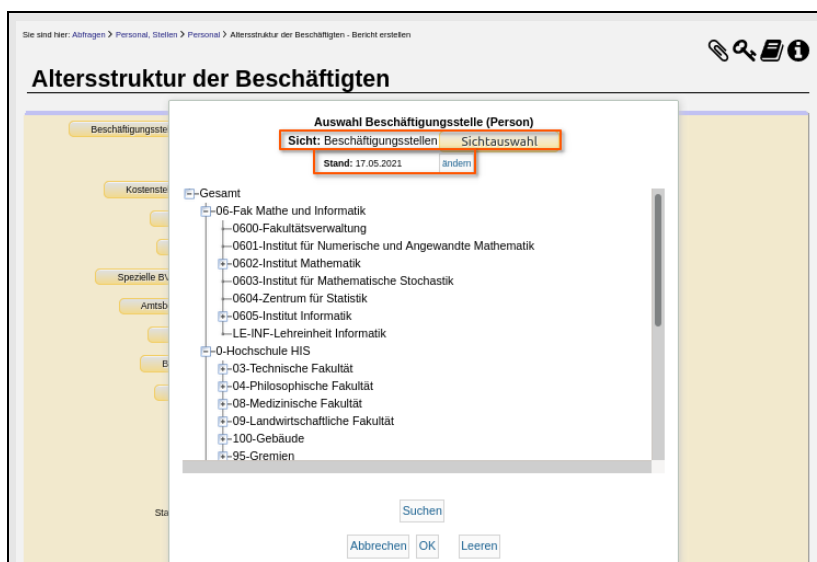 Sie sind hier: Abfragen > Personal, Stellen > Personal > Altersstruktur der Beschäftigten - Bericht erstellen
Altersstruktur der Beschäftigten
Auswahl Beschäftigungsstelle (Person)
Beschäftigungsste
Sicht: Beschäftigungsstellen Sichtauswahl
Stand: 17.05.2021 ändern
Kostenste
Gesamt
06-Fak Mathe und Informatik
0600-Fakultätsverwaltung
0601-Institut für Numerische und Angewandte Mathematik
0602-Institut Mathematik
Spezielle BV
0603-Institut für Mathematische Stochastik
0604-Zentrum für Statistik
Amtsb
0605-Institut Informatik
LE-INF-Lehreinheit Informatik
0-Hochschule HIS
B
03-Technische Fakultät
04-Philosophische Fakultät
08-Medizinische Fakultät
09-Landwirtschaftliche Fakultät
100-Gebäude
95-Gremien
Sta
Suchen
Abbrechen OK Leeren